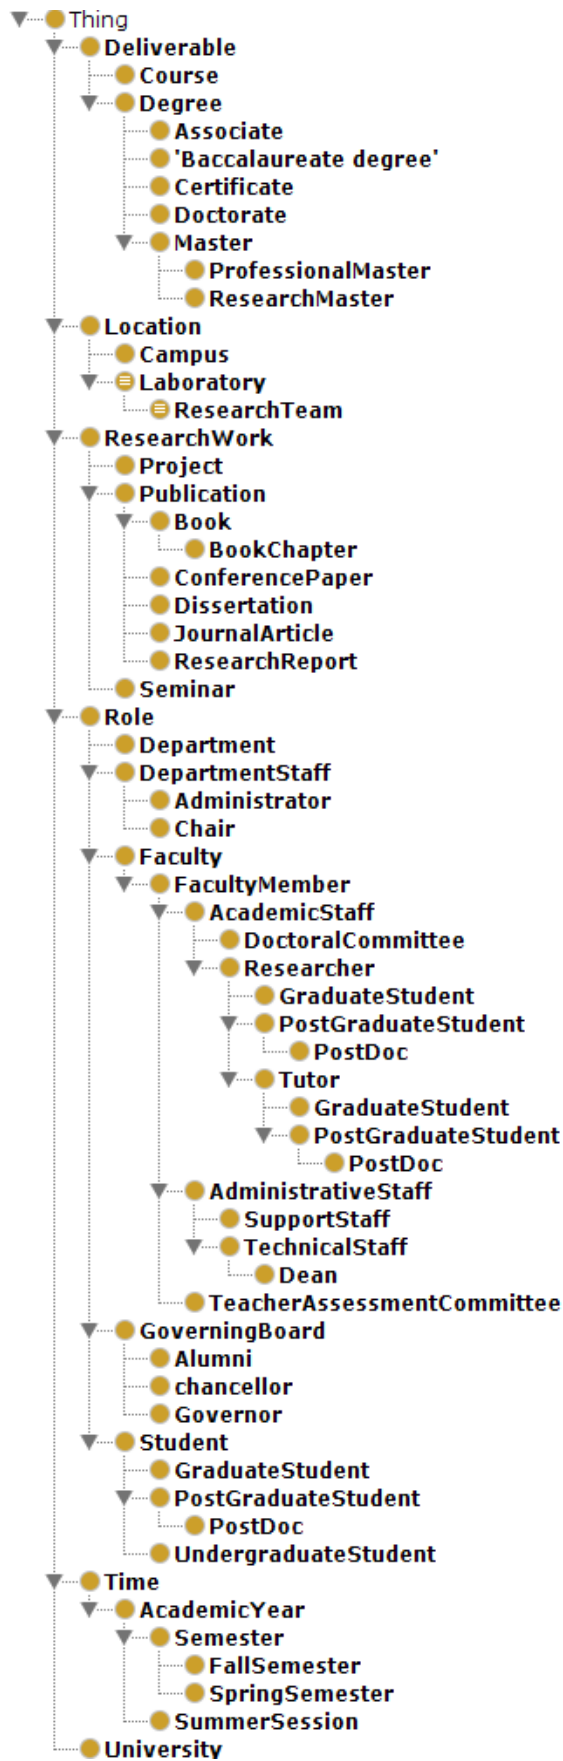 Thing
Deliverable
Course
Degree
Associate
'Baccalaureate degree'
Certificate
Doctorate
Master
ProfessionalMaster
ResearchMaster
Location
Campus
Laboratory
ResearchTeam
ResearchWork
Project
Publication
Book
BookChapter
ConferencePaper
Dissertation
JournalArticle
ResearchReport
Seminar
Role
Department
DepartmentStaff
Administrator
Chair
Faculty
FacultyMember
AcademicStaff
DoctoralCommittee
Researcher
GraduateStudent
PostGraduateStudent
PostDoc
Tutor
GraduateStudent
PostGraduateStudent
PostDoc
AdministrativeStaff
SupportStaff
TechnicalStaff
Dean
TeacherAssessmentCommittee
GoverningBoard
Alumni
chancellor
Governor
Student
GraduateStudent
PostGraduateStudent
PostDoc
UndergraduateStudent
Time
AcademicYear
Semester
FallSemester
SpringSemester
SummerSession
University